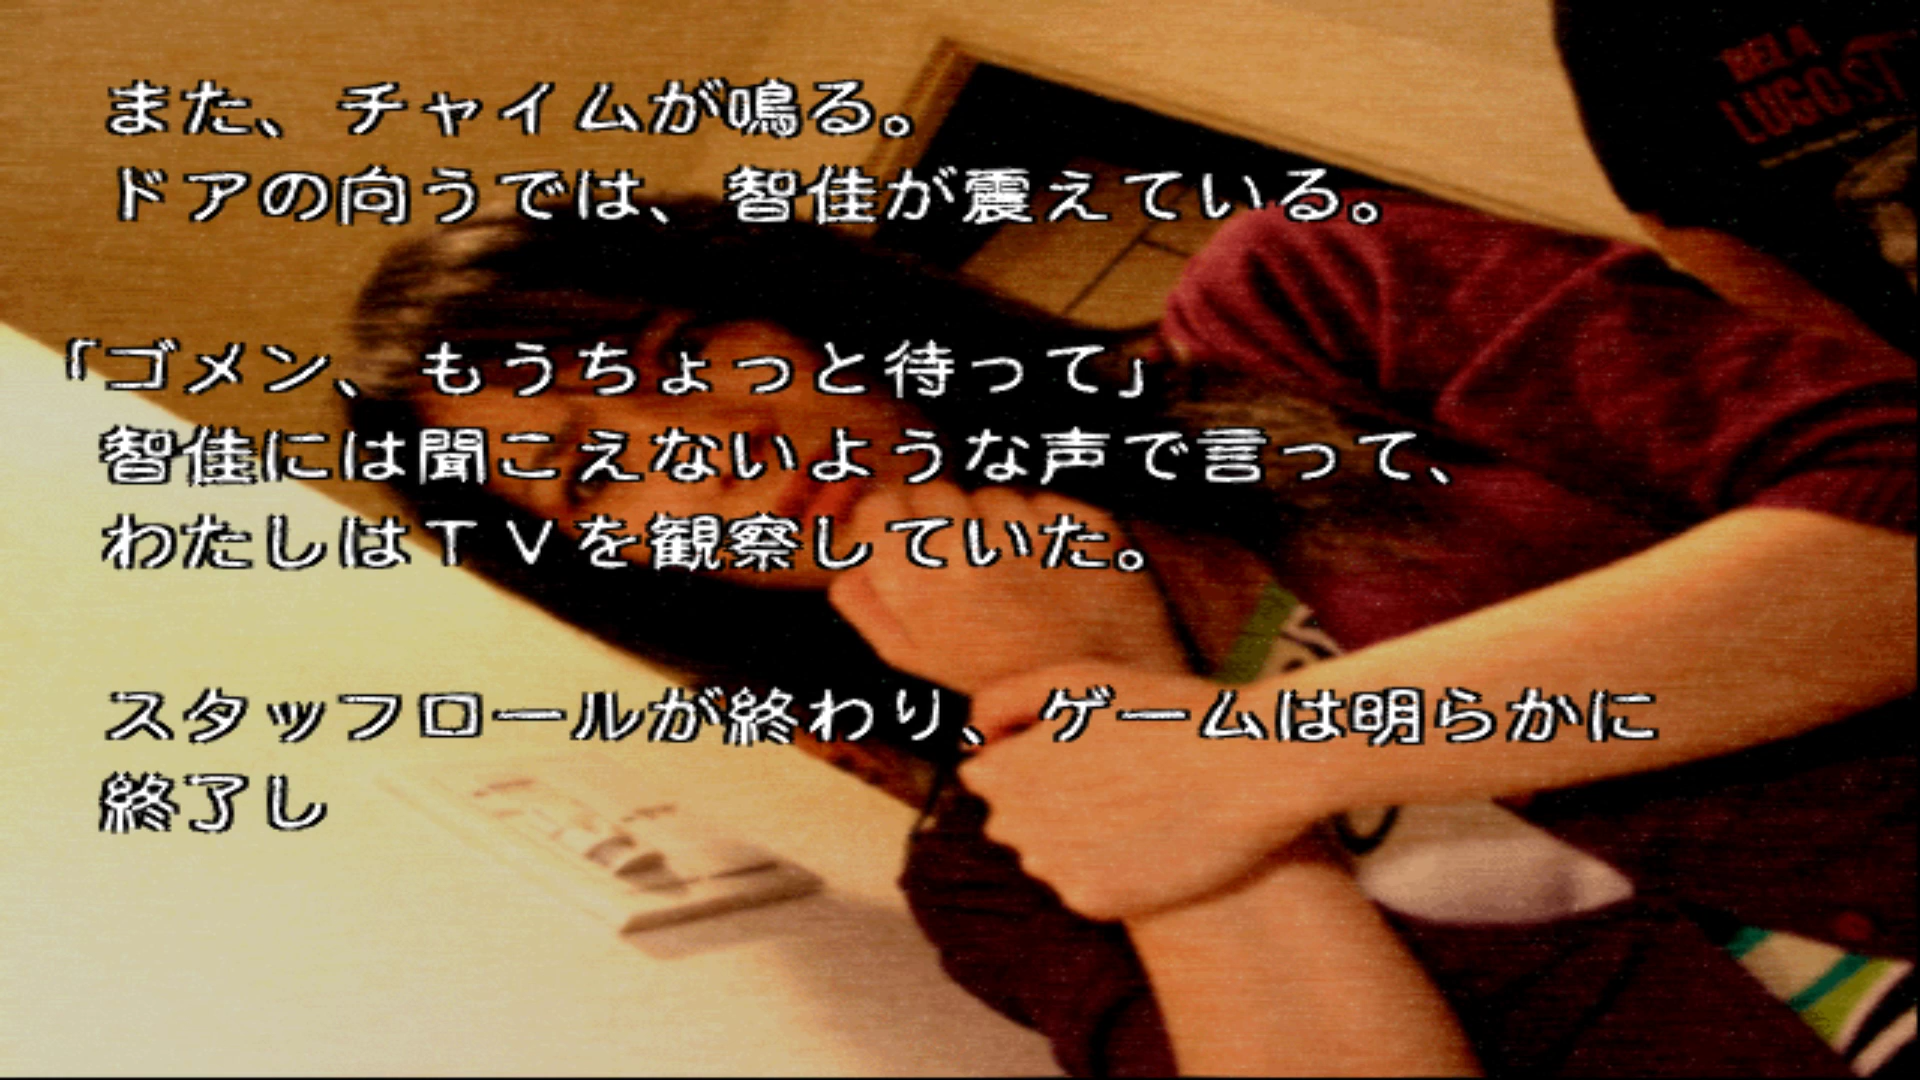 また、チャイムが鳴る。
ドアの向うでは、智佳が震えている。
「ゴメン、もうちょっと待って」
智佳には聞こえないような声で言って、
わたしはＴＶを観察していた。
スタッフロールが終わり、ゲームは明らかに
終了し
BELA
LUGOSI